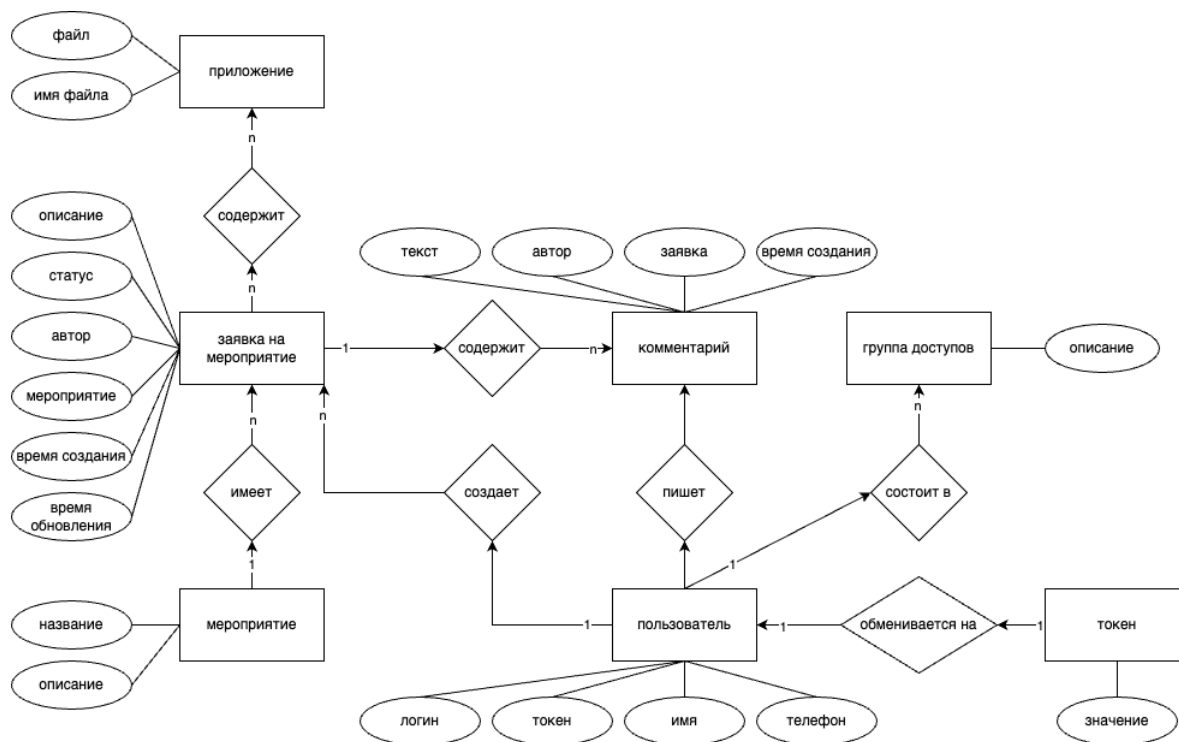 файл
приложение
имя файла
n
содержит
n
описание
статус
автор
мероприятие
время создания
время
обновления
заявка на
мероприятие
1
содержит
n
текст
автор
заявка
время создания
комментарий
группа доступов
описание
n
n
n
имеет
создает
пишет
состоит в
1
1
1
название
описание
мероприятие
пользователь
1
обменивается на
1
токен
логин
токен
имя
телефон
значение